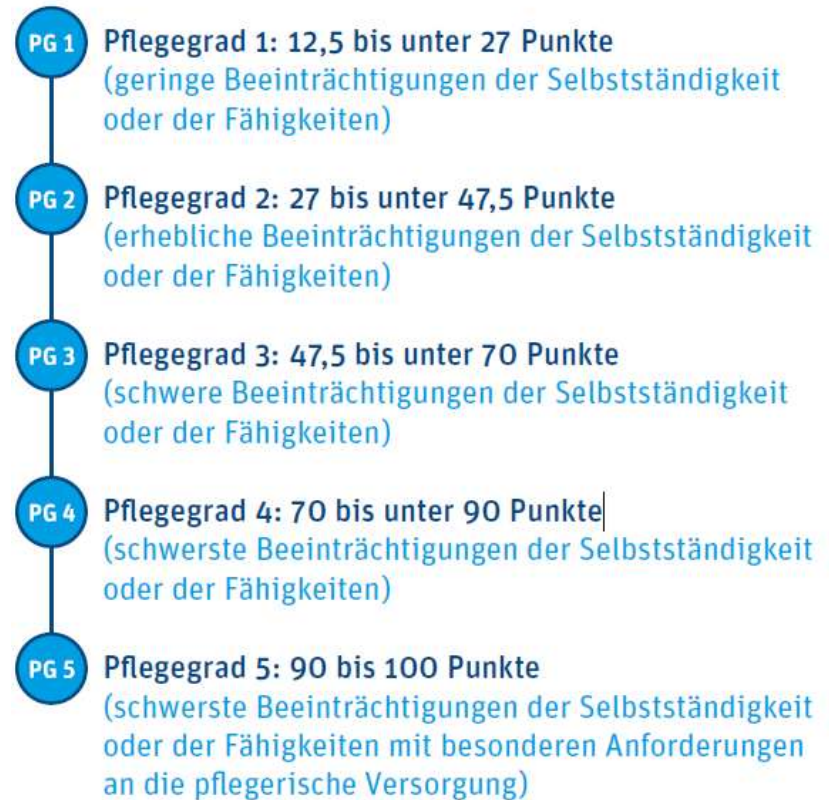 PG 1
Pflegegrad 1: 12,5 bis unter 27 Punkte
(geringe Beeinträchtigungen der Selbstständigkeit
oder der Fähigkeiten)
PG 2
Pflegegrad 2: 27 bis unter 47,5 Punkte
(erhebliche Beeinträchtigungen der Selbstständigkeit
oder der Fähigkeiten)
PG 3
Pflegegrad 3: 47,5 bis unter 70 Punkte
(schwere Beeinträchtigungen der Selbstständigkeit
oder der Fähigkeiten)
PG 4
Pflegegrad 4: 70 bis unter 90 Punkte
(schwerste Beeinträchtigungen der Selbstständigkeit
oder der Fähigkeiten)
PG 5
Pflegegrad 5: 90 bis 100 Punkte
(schwerste Beeinträchtigungen der Selbstständigkeit
oder der Fähigkeiten mit besonderen Anforderungen
an die pflegerische Versorgung)